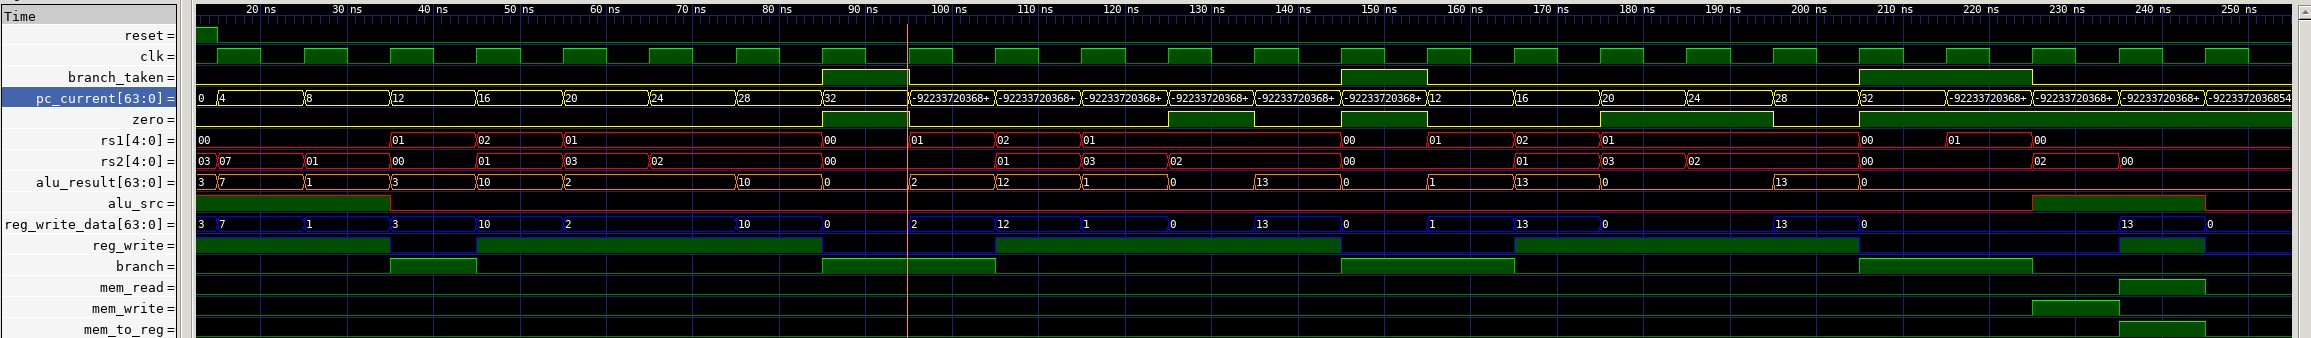 Time 20 ns 30 ns 40 ns 50 ns 60 ns 70 ns 80 ns 90 ns 100 ns 110 ns 120 ns 130 ns 140 ns 150 ns 160 ns 170 ns 180 ns 190 ns 200 ns 210 ns 220 ns 230 ns 240 ns 250 ns
reset =
clk =
branch_taken =
pc_current[63:0] = 0 4 8 12 16 20 24 28 32 -92233720368+ -92233720368+ -92233720368+ -92233720368+ -92233720368+ -92233720368+ 12 16 20 24 28 32 -92233720368+ -92233720368+ -92233720368+ -9223372036854
zero =
rs1[4:0] = 00 01 02 01 00 01 02 01 00 01 02 01 00 01 00
rs2[4:0] = 03 07 01 00 01 03 02 00 01 03 02 00 01 03 02 00 02 00
alu_result[63:0] = 3 7 1 3 10 2 10 0 2 12 1 0 13 0 1 13 0 13 0
alu_src =
reg_write_data[63:0] = 3 7 1 3 10 2 10 0 2 12 1 0 13 0 1 13 0 13 0 13 0
reg_write =
branch =
mem_read =
mem_write =
mem_to_reg =